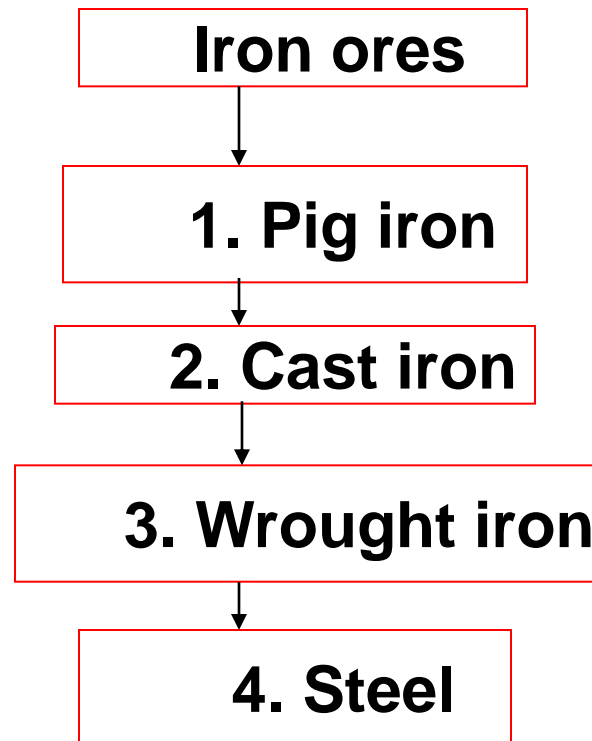 Iron ores
1. Pig iron
2. Cast iron
3. Wrought iron
4. Steel